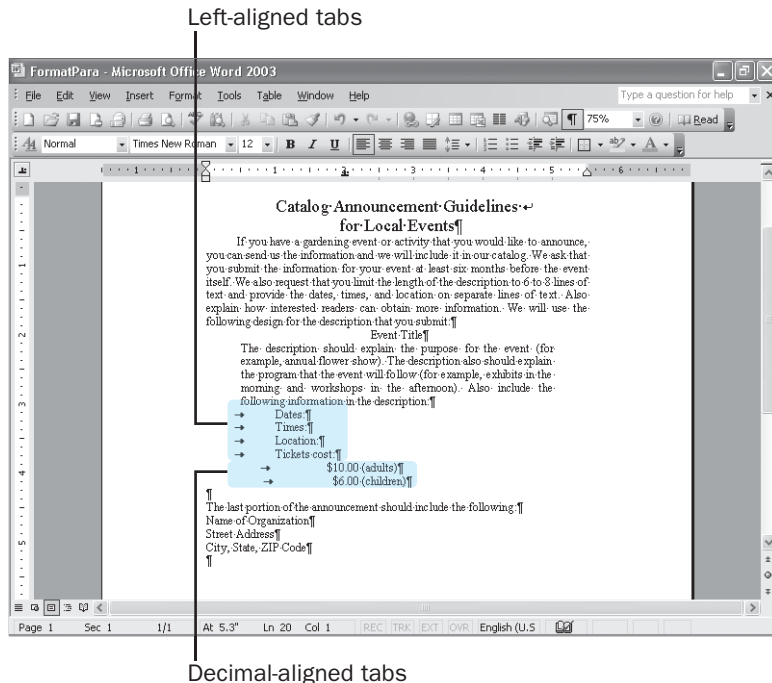 Left-aligned tabs
FormatPara - Microsoft Office Word 2003
File Edit View Insert Format Tools Table Window Help Type a question for help
75% Read
Normal Times New Roman 12 B I U
1 1 2 3 4 5 6
Catalog·Announcement·Guidelines·↵
for·Local·Events¶
If·you·have·a·gardening·event·or·activity·that·you·would·like·to·announce,·
you·can·send·us·the·information·and·we·will·include·it·in·our·catalog.·We·ask·that·
you·submit·the·information·for·your·event·at·least·six·months·before·the·event·
itself.·We·also·request·that·you·limit·the·length·of·the·description·to·6·to·8·lines·of·
text·and·provide·the·dates,·times,·and·location·on·separate·lines·of·text.·Also·
explain·how·interested·readers·can·obtain·more·information.·We·will·use·the·
following·design·for·the·description·that·you·submit:¶
Event·Title¶
The·description·should·explain·the·purpose·for·the·event·(for·
example,·annual·flower·show).·The·description·also·should·explain·
the·program·that·the·event·will·follow·(for·example,·exhibits·in·the·
morning·and·workshops·in·the·afternoon).·Also·include·the·
following·information·in·the·description:¶
→ Dates:¶
→ Times:¶
→ Location:¶
→ Tickets·cost:¶
→ $10.00·(adults)¶
→ $6.00·(children)¶
¶
The·last·portion·of·the·announcement·should·include·the·following:¶
Name·of·Organization¶
Street·Address¶
City,·State,·ZIP·Code¶
¶
Page 1 Sec 1 1/1 At 5.3" Ln 20 Col 1 REC TRK EXT OVR English (U.S
Decimal-aligned tabs